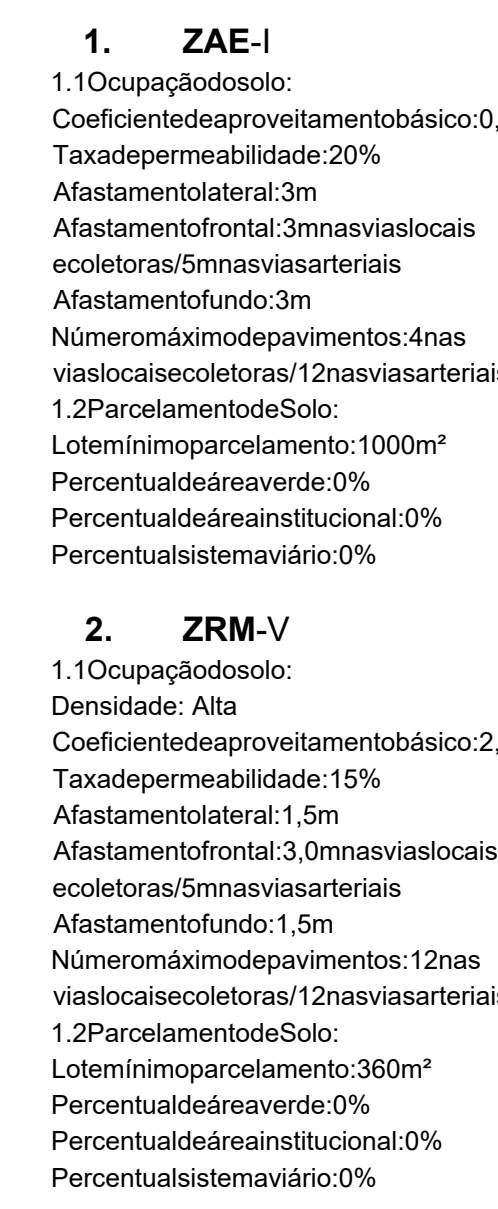 1. ZAE-I
1.1Ocupaçãodosolo:
Coeficientedeaproveitamentobásico:0,
Taxadepermeabilidade:20%
Afastamentolateral:3m
Afastamentofrontal:3mnasviaslocais
ecoletoras/5mnasviasarteriais
Afastamentofundo:3m
Númeromáximodepavimentos:4nas
viaslocaisecoletoras/12nasviasarteriais
1.2ParcelamentodeSolo:
Lotemínimoparcelamento:1000m²
Percentualdeáreaverde:0%
Percentualdeáreainstitucional:0%
Percentualsistemaviário:0%
2. ZRM-V
1.1Ocupaçãodosolo:
Densidade: Alta
Coeficientedeaproveitamentobásico:2,
Taxadepermeabilidade:15%
Afastamentolateral:1,5m
Afastamentofrontal:3,0mnasviaslocais
ecoletoras/5mnasviasarteriais
Afastamentofundo:1,5m
Númeromáximodepavimentos:12nas
viaslocaisecoletoras/12nasviasarteriais
1.2ParcelamentodeSolo:
Lotemínimoparcelamento:360m²
Percentualdeáreaverde:0%
Percentualdeáreainstitucional:0%
Percentualsistemaviário:0%